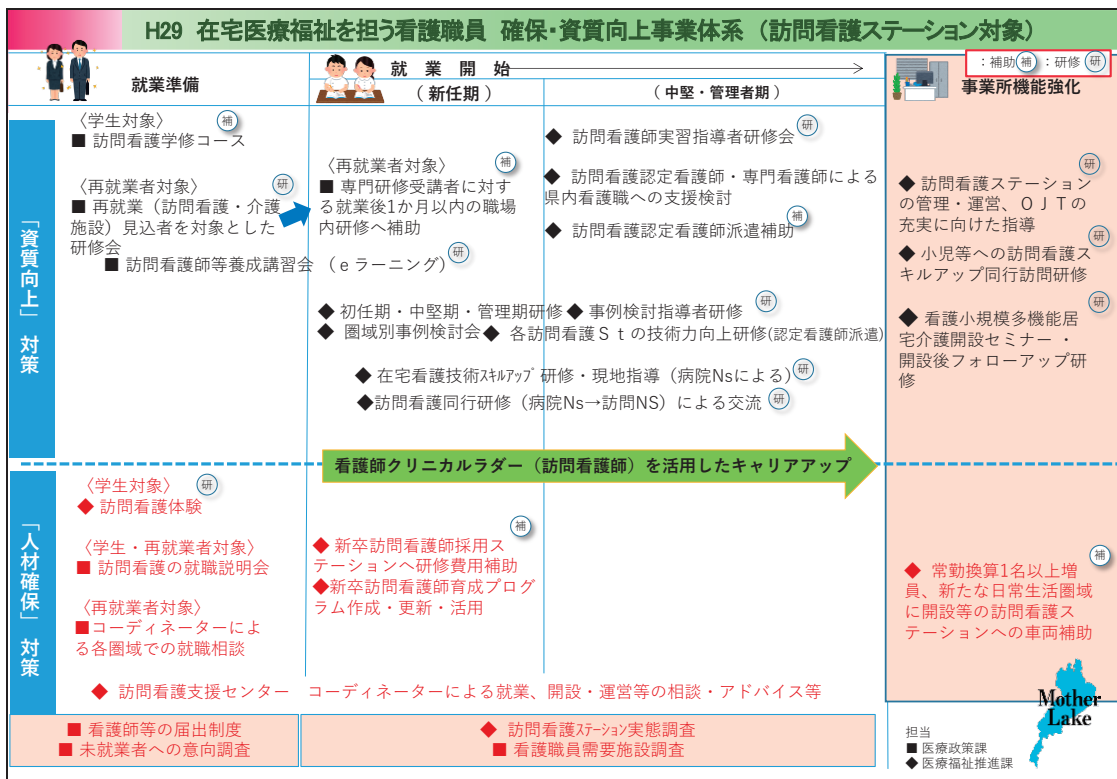 H29 在宅医療福祉を担う看護職員 確保・資質向上事業体系 （訪問看護ステーション対象）
：補助 補 ：研修 研
就業準備
就 業 開 始
（ 新任期 ）
（ 中堅・管理者期 ）
事業所機能強化
「資質向上」 対策
〈学生対象〉 補
■ 訪問看護学修コース
〈再就業者対象〉 研
■ 再就業（訪問看護・介護
施設）見込者を対象とした
研修会
■ 訪問看護師等養成講習会 （ｅラーニング） 研
〈再就業者対象〉 補
■ 専門研修受講者に対す
る就業後1か月以内の職場
内研修へ補助
◆ 訪問看護師実習指導者研修会 研
◆ 訪問看護認定看護師・専門看護師による
県内看護職への支援検討
◆ 訪問看護認定看護師派遣補助 補
◆ 初任期・中堅期・管理期研修 ◆ 事例検討指導者研修 研
◆ 圏域別事例検討会 ◆ 各訪問看護Ｓｔの技術力向上研修(認定看護師派遣)
◆ 在宅看護技術ｽｷﾙｱｯﾌﾟ 研修・現地指導（病院Nsによる） 研
◆訪問看護同行研修（病院Ns→訪問NS）による交流 研
研
◆ 訪問看護ステーション
の管理・運営、ＯＪＴの
充実に向けた指導
研
◆ 小児等への訪問看護ス
キルアップ同行訪問研修
研
◆ 看護小規模多機能居
宅介護開設セミナー ・
開設後フォローアップ研
修
看護師クリニカルラダー（訪問看護師）を活用したキャリアアップ
「人材確保」 対策
〈学生対象〉 研
◆ 訪問看護体験
〈学生・再就業者対象〉
■ 訪問看護の就職説明会
〈再就業者対象〉
■コーディネーターによ
る各圏域での就職相談
補
◆ 新卒訪問看護師採用ス
テーションへ研修費用補助
◆新卒訪問看護師育成プログ
ラム作成・更新・活用
補
◆ 常勤換算1名以上増
員、新たな日常生活圏域
に開設等の訪問看護ス
テーションへの車両補助
◆ 訪問看護支援センター コーディネーターによる就業、開設・運営等の相談・アドバイス等
■ 看護師等の届出制度
■ 未就業者への意向調査
◆ 訪問看護ｽﾃｰｼｮﾝ実態調査
■ 看護職員需要施設調査
Mother
Lake
担当
■ 医療政策課
◆ 医療福祉推進課